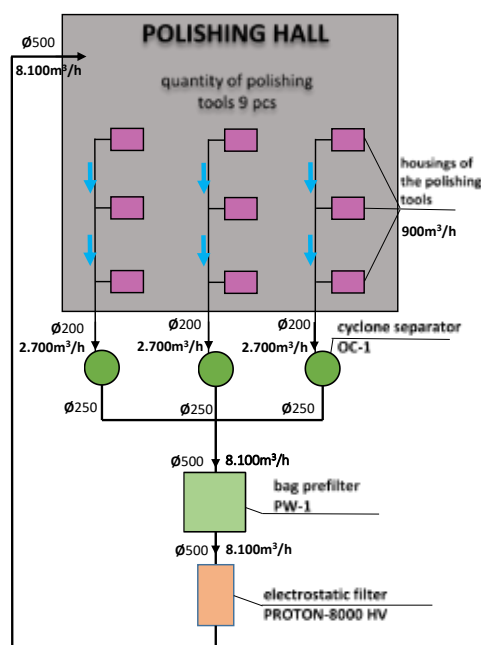 POLISHING HALL
Ø500
8.100m³/h
quantity of polishing
tools 9 pcs
housings of
the polishing
tools
900m³/h
Ø200
2.700m³/h
Ø200
2.700m³/h
Ø200
2.700m³/h
cyclone separator
OC-1
Ø250
Ø250
Ø250
Ø500
8.100m³/h
bag prefilter
PW-1
Ø500
8.100m³/h
electrostatic filter
PROTON-8000 HV